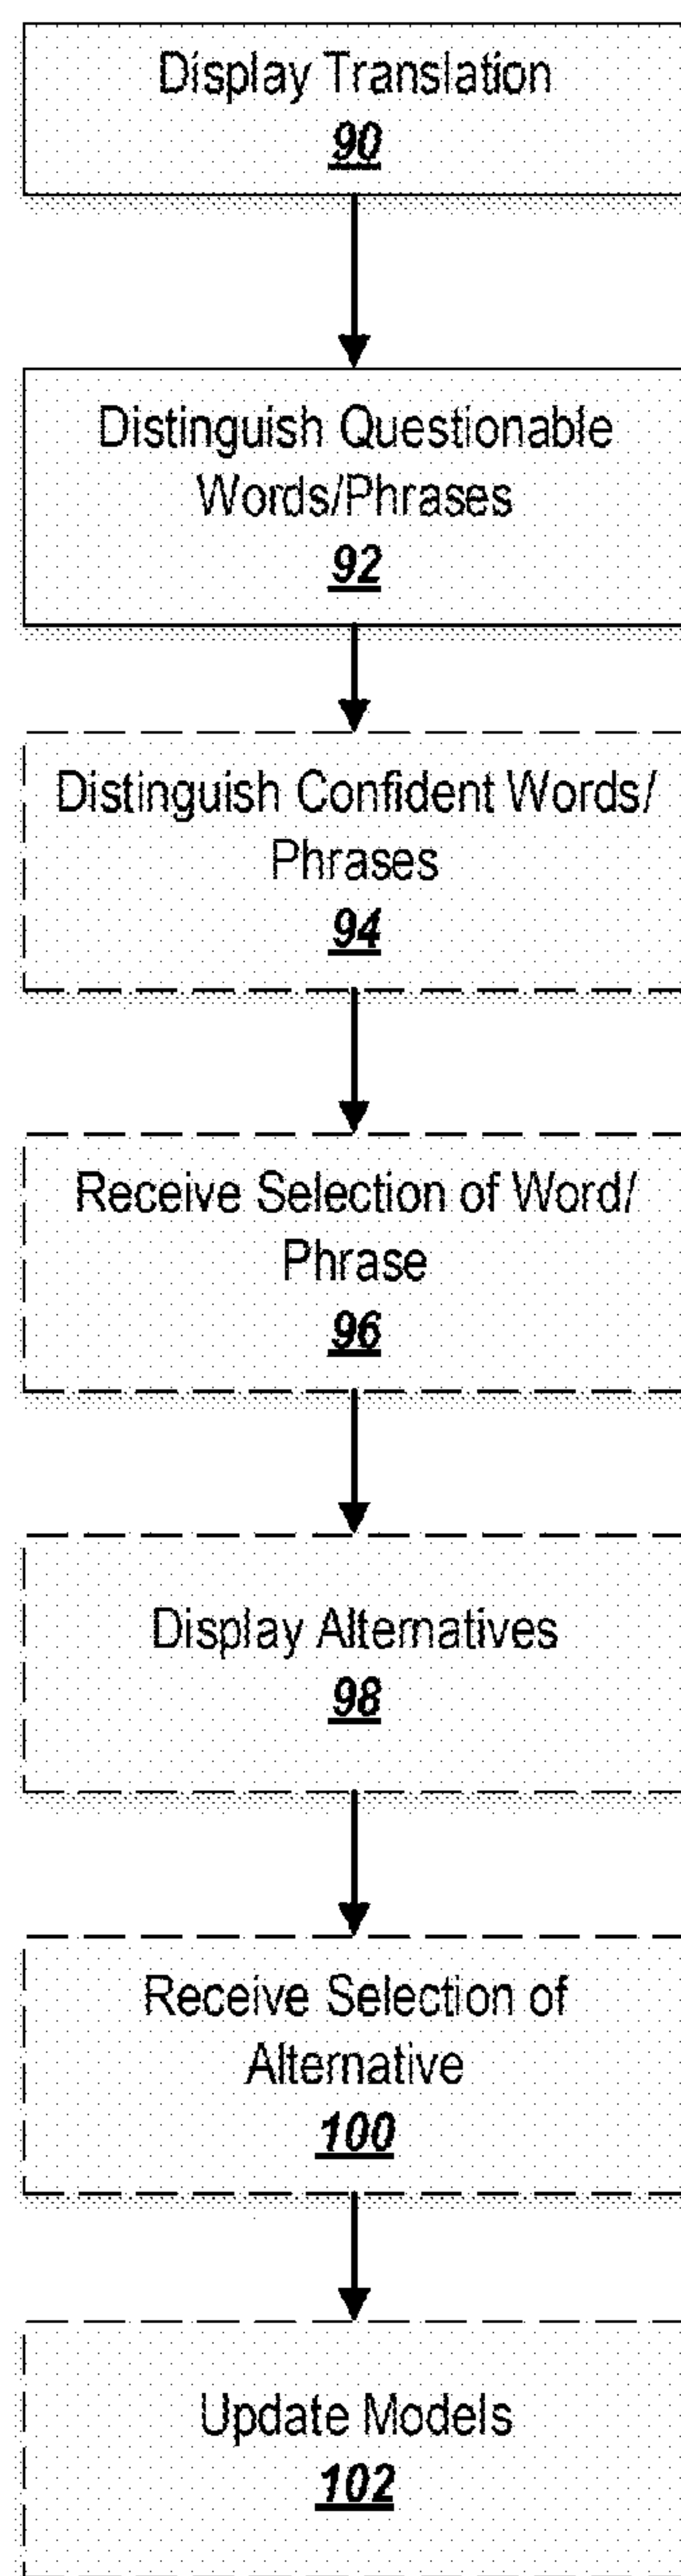 Display Translation
90
Distinguish Questionable
Words/Phrases
92
Distinguish Confident Words/
Phrases
94
Receive Selection of Word/
Phrase
96
Display Alternatives
98
Receive Selection of
Alternative
100
Update Models
102